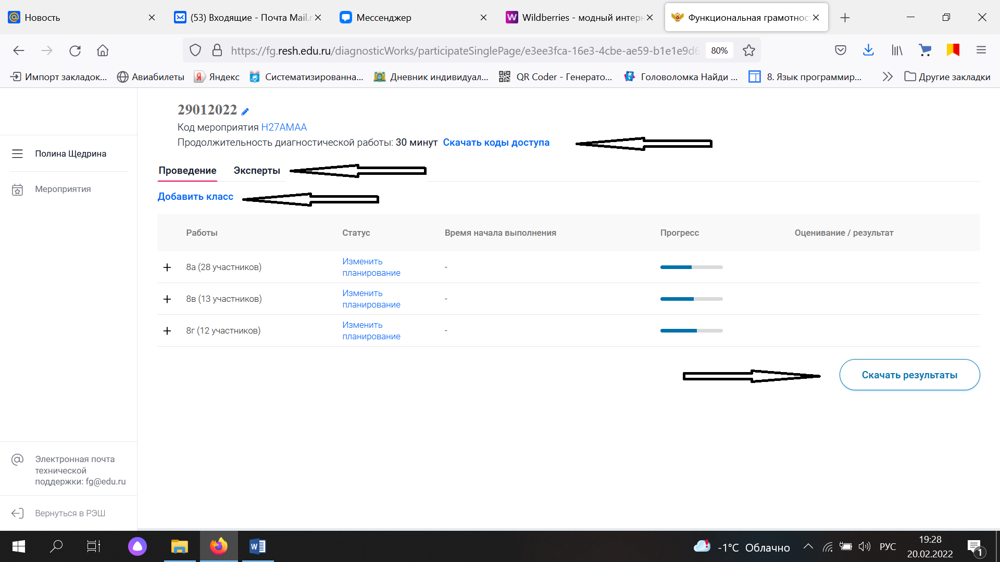 Новость
(53) Входящие - Почта Mail.r
Мессенджер
Wildberries - модный интерн
Функциональная грамотнос
https://fg.resh.edu.ru/diagnosticWorks/participateSinglePage/e3ee3fca-16e3-4cbe-ae59-b1e1e9d6
80%
Импорт закладок...
Авиабилеты
Яндекс
Систематизированна...
Дневник индивидуал...
QR Coder - Генерато...
Головоломка Найди ...
8. Язык программир...
Другие закладки
29012022
Код мероприятия H27AMAA
Продолжительность диагностической работы: 30 минут Скачать коды доступа
Полина Щедрина
Мероприятия
Проведение Эксперты
Добавить класс
Работы Статус Время начала выполнения Прогресс Оценивание / результат
8а (28 участников) Изменить планирование -
8в (13 участников) Изменить планирование -
8г (12 участников) Изменить планирование -
Скачать результаты
Электронная почта
технической
поддержки: fg@edu.ru
Вернуться в РЭШ
-1°C Облачно
РУС
19:28
20.02.2022
1